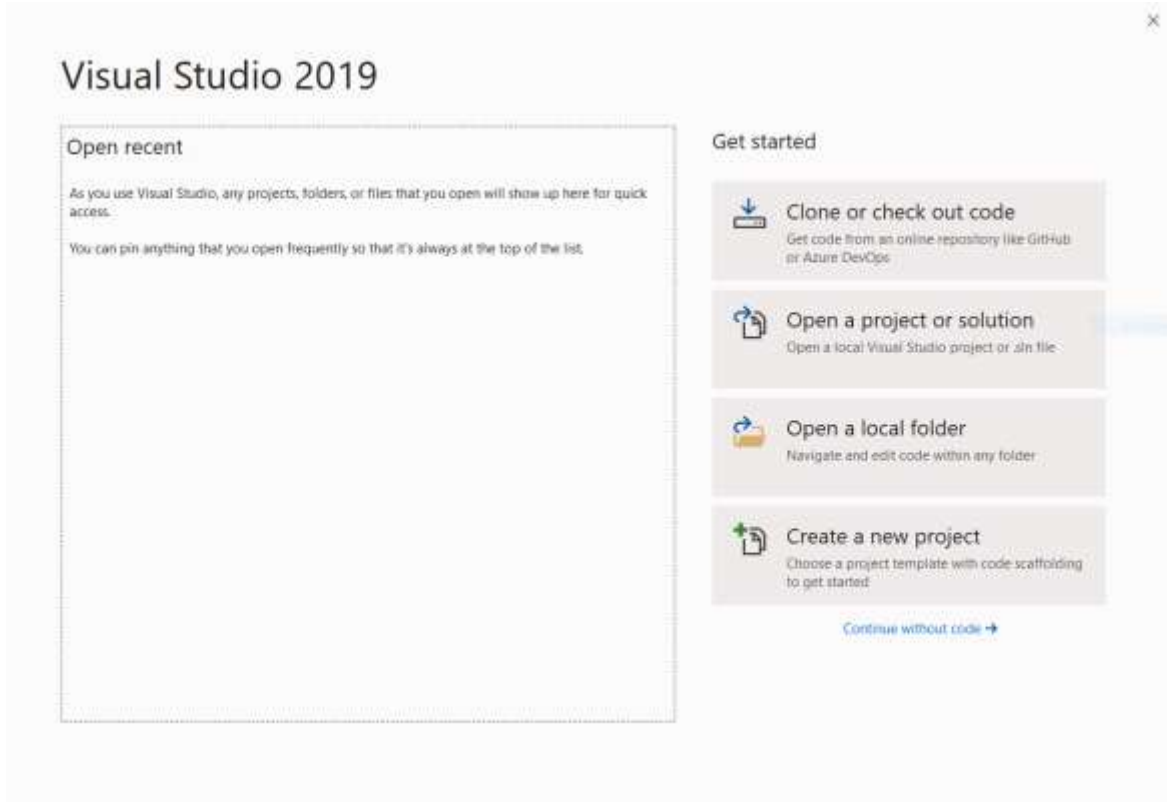 Visual Studio 2019
Open recent
As you use Visual Studio, any projects, folders, or files that you open will show up here for quick
access.
You can pin anything that you open frequently so that it's always at the top of the list.
Get started
Clone or check out code
Get code from an online repository like GitHub
or Azure DevOps
Open a project or solution
Open a local Visual Studio project or .sln file
Open a local folder
Navigate and edit code within any folder
Create a new project
Choose a project template with code scaffolding
to get started
Continue without code →